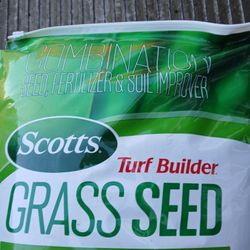 COMBINATION
SEED, FERTILIZER & SOIL IMPROVER
Scotts
Turf Builder
GRASS SEED